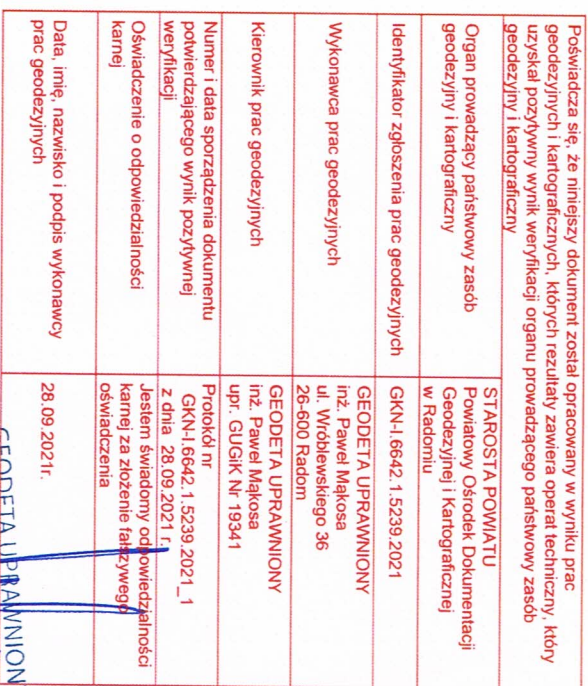 Poświadcza się, że niniejszy dokument został opracowany w wyniku prac
geodezyjnych i kartograficznych, których rezultaty zawiera operat techniczny, który
uzyskał pozytywny wynik weryfikacji organu prowadzącego państwowy zasób
geodezyjny i kartograficzny
Organ prowadzący państwowy zasób
geodezyjny i kartograficzny
STAROSTA POWIATU
Powiatowy Ośrodek Dokumentacji
Geodezyjnej i Kartograficznej
w Radomiu
Identyfikator zgłoszenia prac geodezyjnych
GKN-I.6642.1.5239.2021
Wykonawca prac geodezyjnych
GEODETA UPRAWNIONY
inż. Paweł Mąkosa
ul. Wróblewskiego 36
26-600 Radom
Kierownik prac geodezyjnych
GEODETA UPRAWNIONY
inż. Paweł Mąkosa
upr. GUGiK Nr 19341
Numer i data sporządzenia dokumentu
potwierdzającego wynik pozytywnej
weryfikacji
Protokół nr
GKN-I.6642.1.5239.2021_1
z dnia 28.09.2021 r.
Oświadczenie o odpowiedzialności
karnej
Jestem świadomy odpowiedzialności
karnej za złożenie fałszywego
oświadczenia
Data, imię, nazwisko i podpis wykonawcy
prac geodezyjnych
28.09.2021r.
GEODETA UPRAWNION